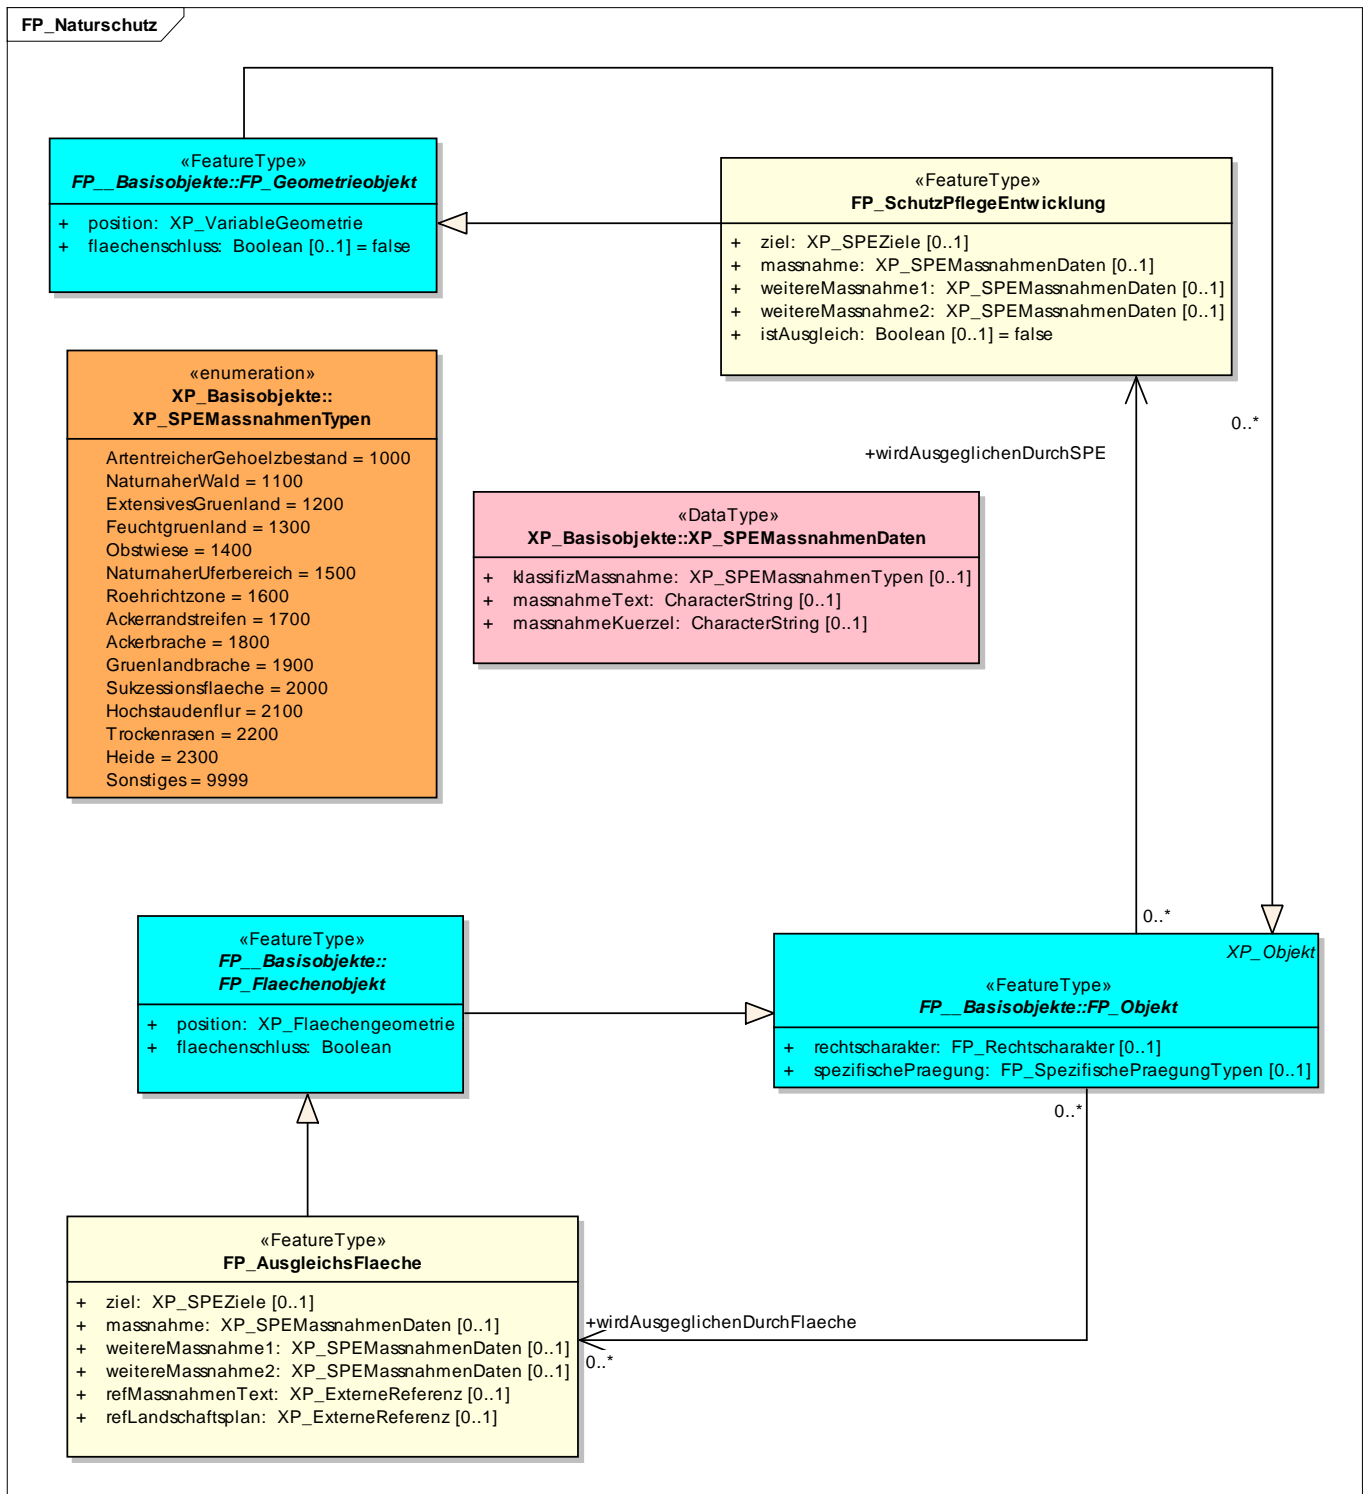 FP_Naturschutz
«FeatureType»
FP__Basisobjekte::FP_Geometrieobjekt
+ position: XP_VariableGeometrie
+ flaechenschluss: Boolean [0..1] = false
«FeatureType»
FP_SchutzPflegeEntwicklung
+ ziel: XP_SPEZiele [0..1]
+ massnahme: XP_SPEMassnahmenDaten [0..1]
+ weitereMassnahme1: XP_SPEMassnahmenDaten [0..1]
+ weitereMassnahme2: XP_SPEMassnahmenDaten [0..1]
+ istAusgleich: Boolean [0..1] = false
«enumeration»
XP_Basisobjekte::
XP_SPEMassnahmenTypen
ArtentreicherGehoelzbestand = 1000
NaturnaherWald = 1100
ExtensivesGruenland = 1200
Feuchtgruenland = 1300
Obstwiese = 1400
NaturnaherUferbereich = 1500
Roehrichtzone = 1600
Ackerrandstreifen = 1700
Ackerbrache = 1800
Gruenlandbrache = 1900
Sukzessionsflaeche = 2000
Hochstaudenflur = 2100
Trockenrasen = 2200
Heide = 2300
Sonstiges = 9999
0..*
+wirdAusgeglichenDurchSPE
«DataType»
XP_Basisobjekte::XP_SPEMassnahmenDaten
+ klassifizMassnahme: XP_SPEMassnahmenTypen [0..1]
+ massnahmeText: CharacterString [0..1]
+ massnahmeKuerzel: CharacterString [0..1]
0..*
«FeatureType»
FP__Basisobjekte::
FP_Flaechenobjekt
+ position: XP_Flaechengeometrie
+ flaechenschluss: Boolean
XP_Objekt
«FeatureType»
FP__Basisobjekte::FP_Objekt
+ rechtscharakter: FP_Rechtscharakter [0..1]
+ spezifischePraegung: FP_SpezifischePraegungTypen [0..1]
0..*
«FeatureType»
FP_AusgleichsFlaeche
+ ziel: XP_SPEZiele [0..1]
+ massnahme: XP_SPEMassnahmenDaten [0..1]
+ weitereMassnahme1: XP_SPEMassnahmenDaten [0..1]
+ weitereMassnahme2: XP_SPEMassnahmenDaten [0..1]
+ refMassnahmenText: XP_ExterneReferenz [0..1]
+ refLandschaftsplan: XP_ExterneReferenz [0..1]
+wirdAusgeglichenDurchFlaeche
0..*